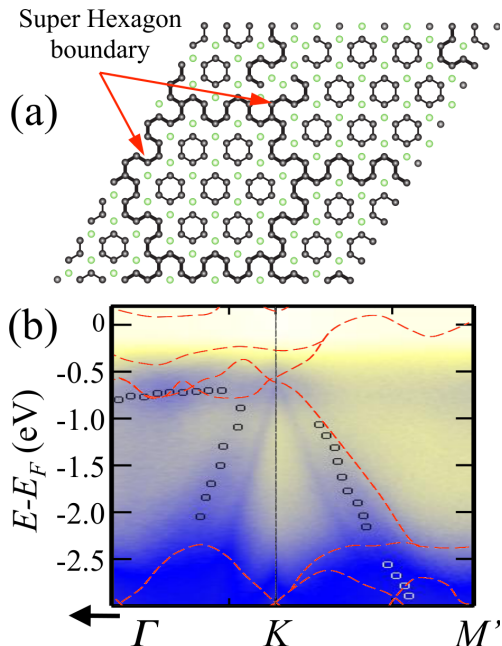 Super Hexagon
boundary
(a)
(b)
0
-0.5
-1.0
-1.5
-2.0
-2.5
E-E_F (eV)
Γ K M'